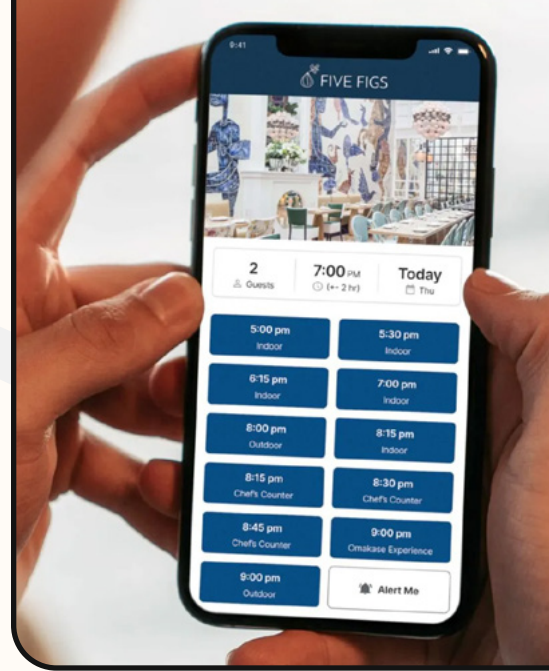 9:41
FIVE FIGS
2
Guests
7:00 PM
(+- 2 hr)
Today
Thu
5:00 pm
Indoor
5:30 pm
Indoor
6:15 pm
Indoor
7:00 pm
Indoor
8:00 pm
Outdoor
8:15 pm
Indoor
8:15 pm
Chef's Counter
8:30 pm
Chef's Counter
8:45 pm
Chef's Counter
9:00 pm
Omakase Experience
9:00 pm
Outdoor
Alert Me